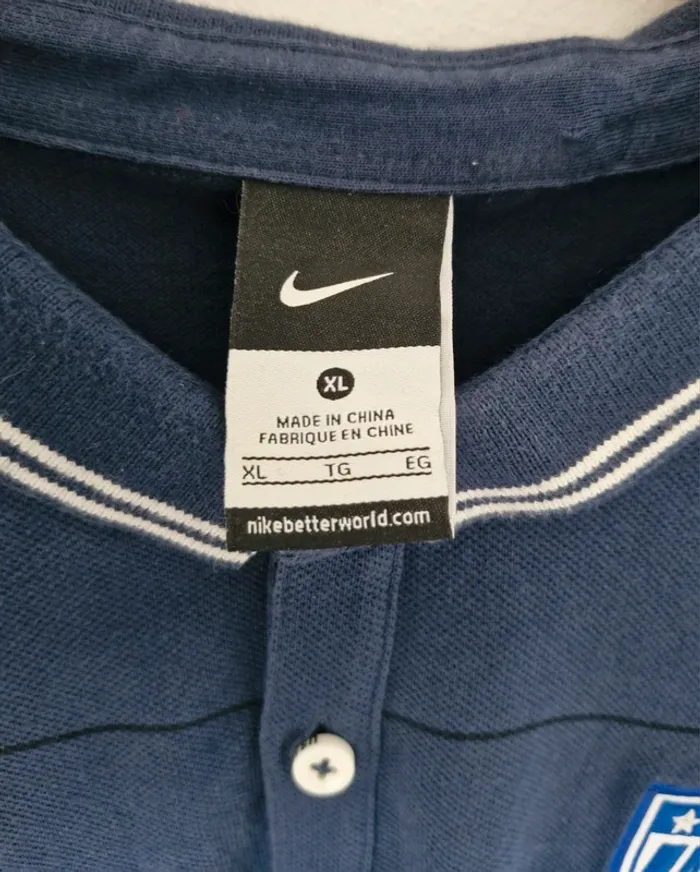 XL
MADE IN CHINA
FABRIQUE EN CHINE
XL TG EG
nikebetterworld.com